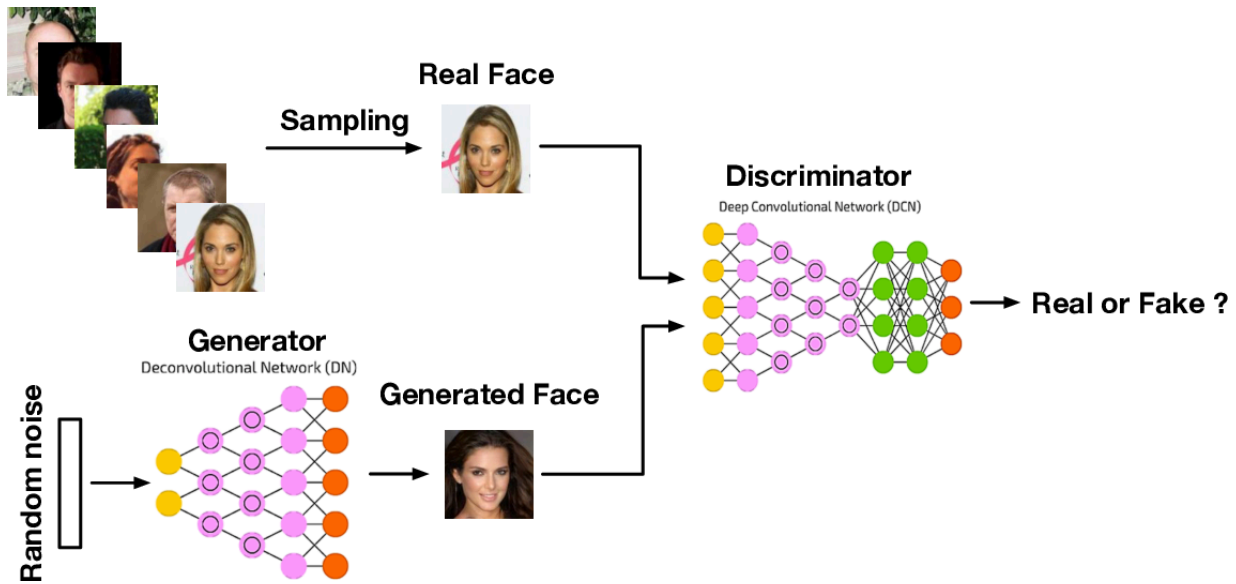 Real Face
Sampling
Discriminator
Deep Convolutional Network (DCN)
Real or Fake ?
Generator
Deconvolutional Network (DN)
Generated Face
Random noise